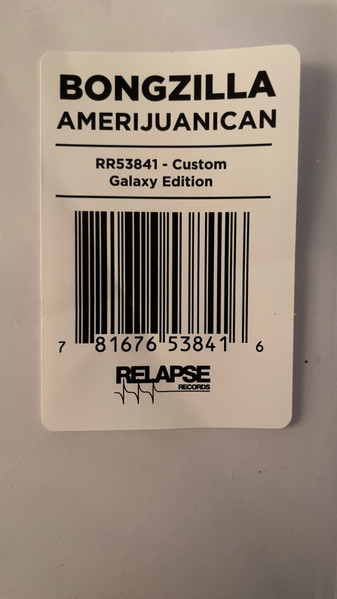 BONGZILLA
AMERIJUANICAN
RR53841 - Custom
Galaxy Edition
7 81676 53841 6
RELAPSE
RECORDS